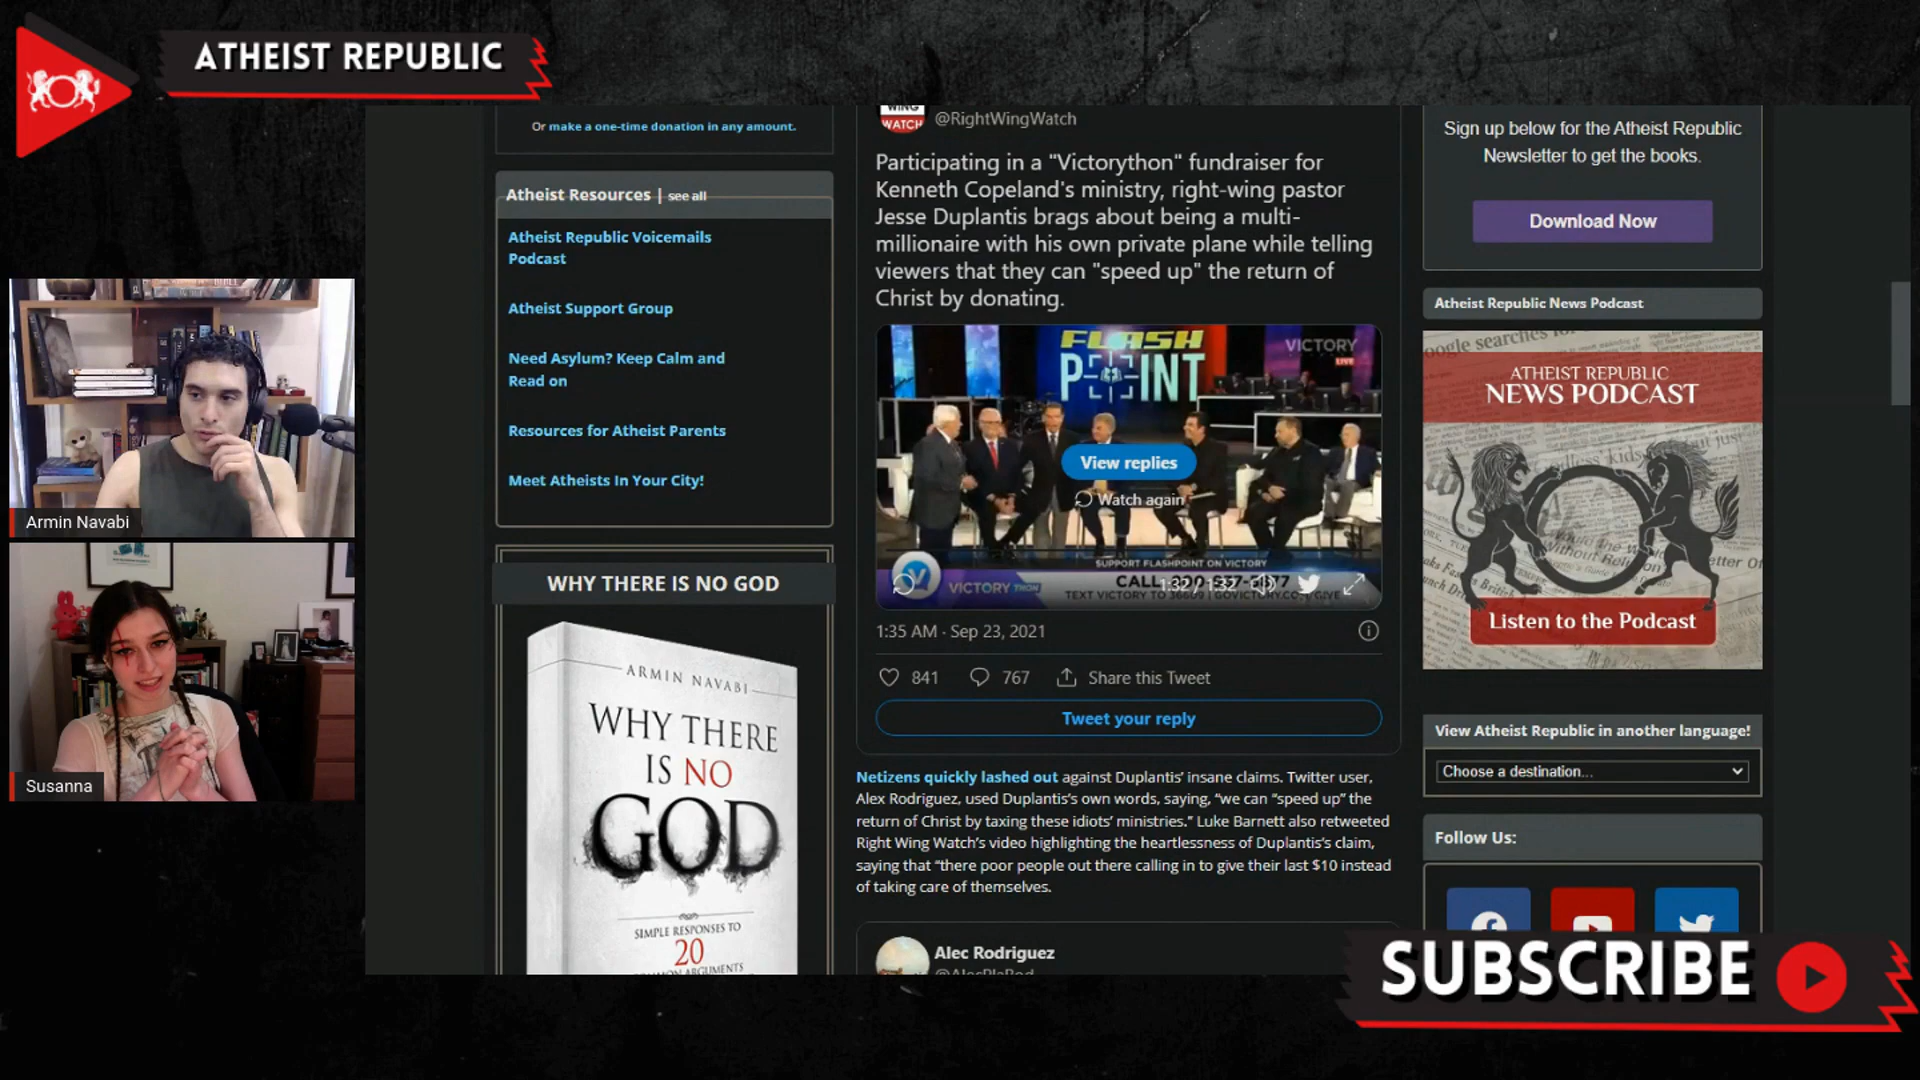 ATHEIST REPUBLIC
Or make a one-time donation in any amount.
Atheist Resources | see all
Atheist Republic Voicemails
Podcast
Atheist Support Group
Need Asylum? Keep Calm and
Read on
Resources for Atheist Parents
Meet Atheists In Your City!
WHY THERE IS NO GOD
ARMIN NAVABI
WHY THERE
IS NO
GOD
SIMPLE RESPONSES TO
20
COMMON ARGUMENTS
Armin Navabi
Susanna
WING
WATCH
@RightWingWatch
Participating in a "Victorython" fundraiser for
Kenneth Copeland's ministry, right-wing pastor
Jesse Duplantis brags about being a multi-
millionaire with his own private plane while telling
viewers that they can "speed up" the return of
Christ by donating.
FLASH
POINT
VICTORY
LIVE
View replies
Watch again
SUPPORT FLASHPOINT ON VICTORY
VICTORY THON
1:35 AM · Sep 23, 2021
841
767
Share this Tweet
Tweet your reply
Netizens quickly lashed out against Duplantis' insane claims. Twitter user,
Alex Rodriguez, used Duplantis's own words, saying, "we can "speed up" the
return of Christ by taxing these idiots' ministries." Luke Barnett also retweeted
Right Wing Watch's video highlighting the heartlessness of Duplantis's claim,
saying that "there poor people out there calling in to give their last $10 instead
of taking care of themselves.
Alec Rodriguez
Sign up below for the Atheist Republic
Newsletter to get the books.
Download Now
Atheist Republic News Podcast
ATHEIST REPUBLIC
NEWS PODCAST
Listen to the Podcast
View Atheist Republic in another language!
Choose a destination...
Follow Us:
SUBSCRIBE